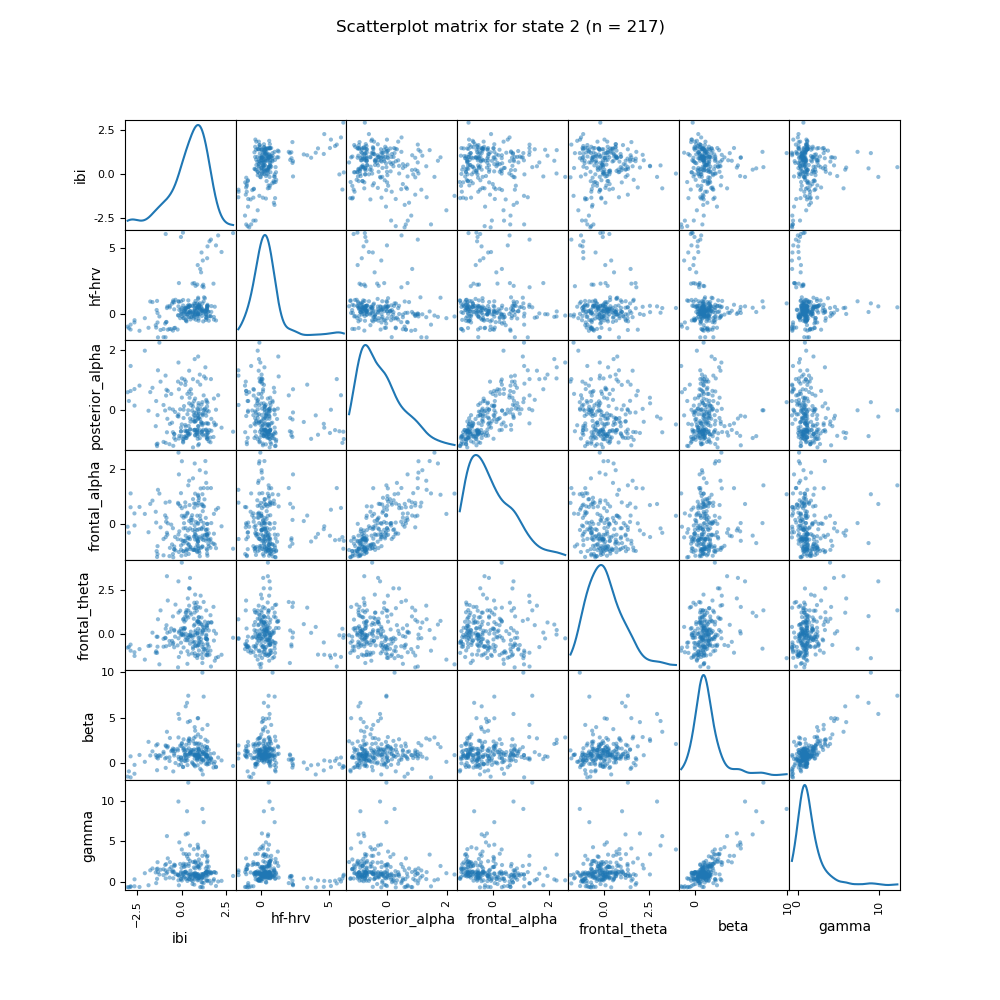 Scatterplot matrix for state 2 (n = 217)
2.5
0.0
−2.5
ibi
5
0
hf-hrv
2
0
posterior_alpha
2
0
frontal_alpha
2.5
0.0
frontal_theta
10
5
0
beta
10
5
0
gamma
−2.5
0.0
2.5
ibi
0
5
hf-hrv
0
2
posterior_alpha
0
2
frontal_alpha
0.0
2.5
frontal_theta
0
10
beta
0
10
gamma